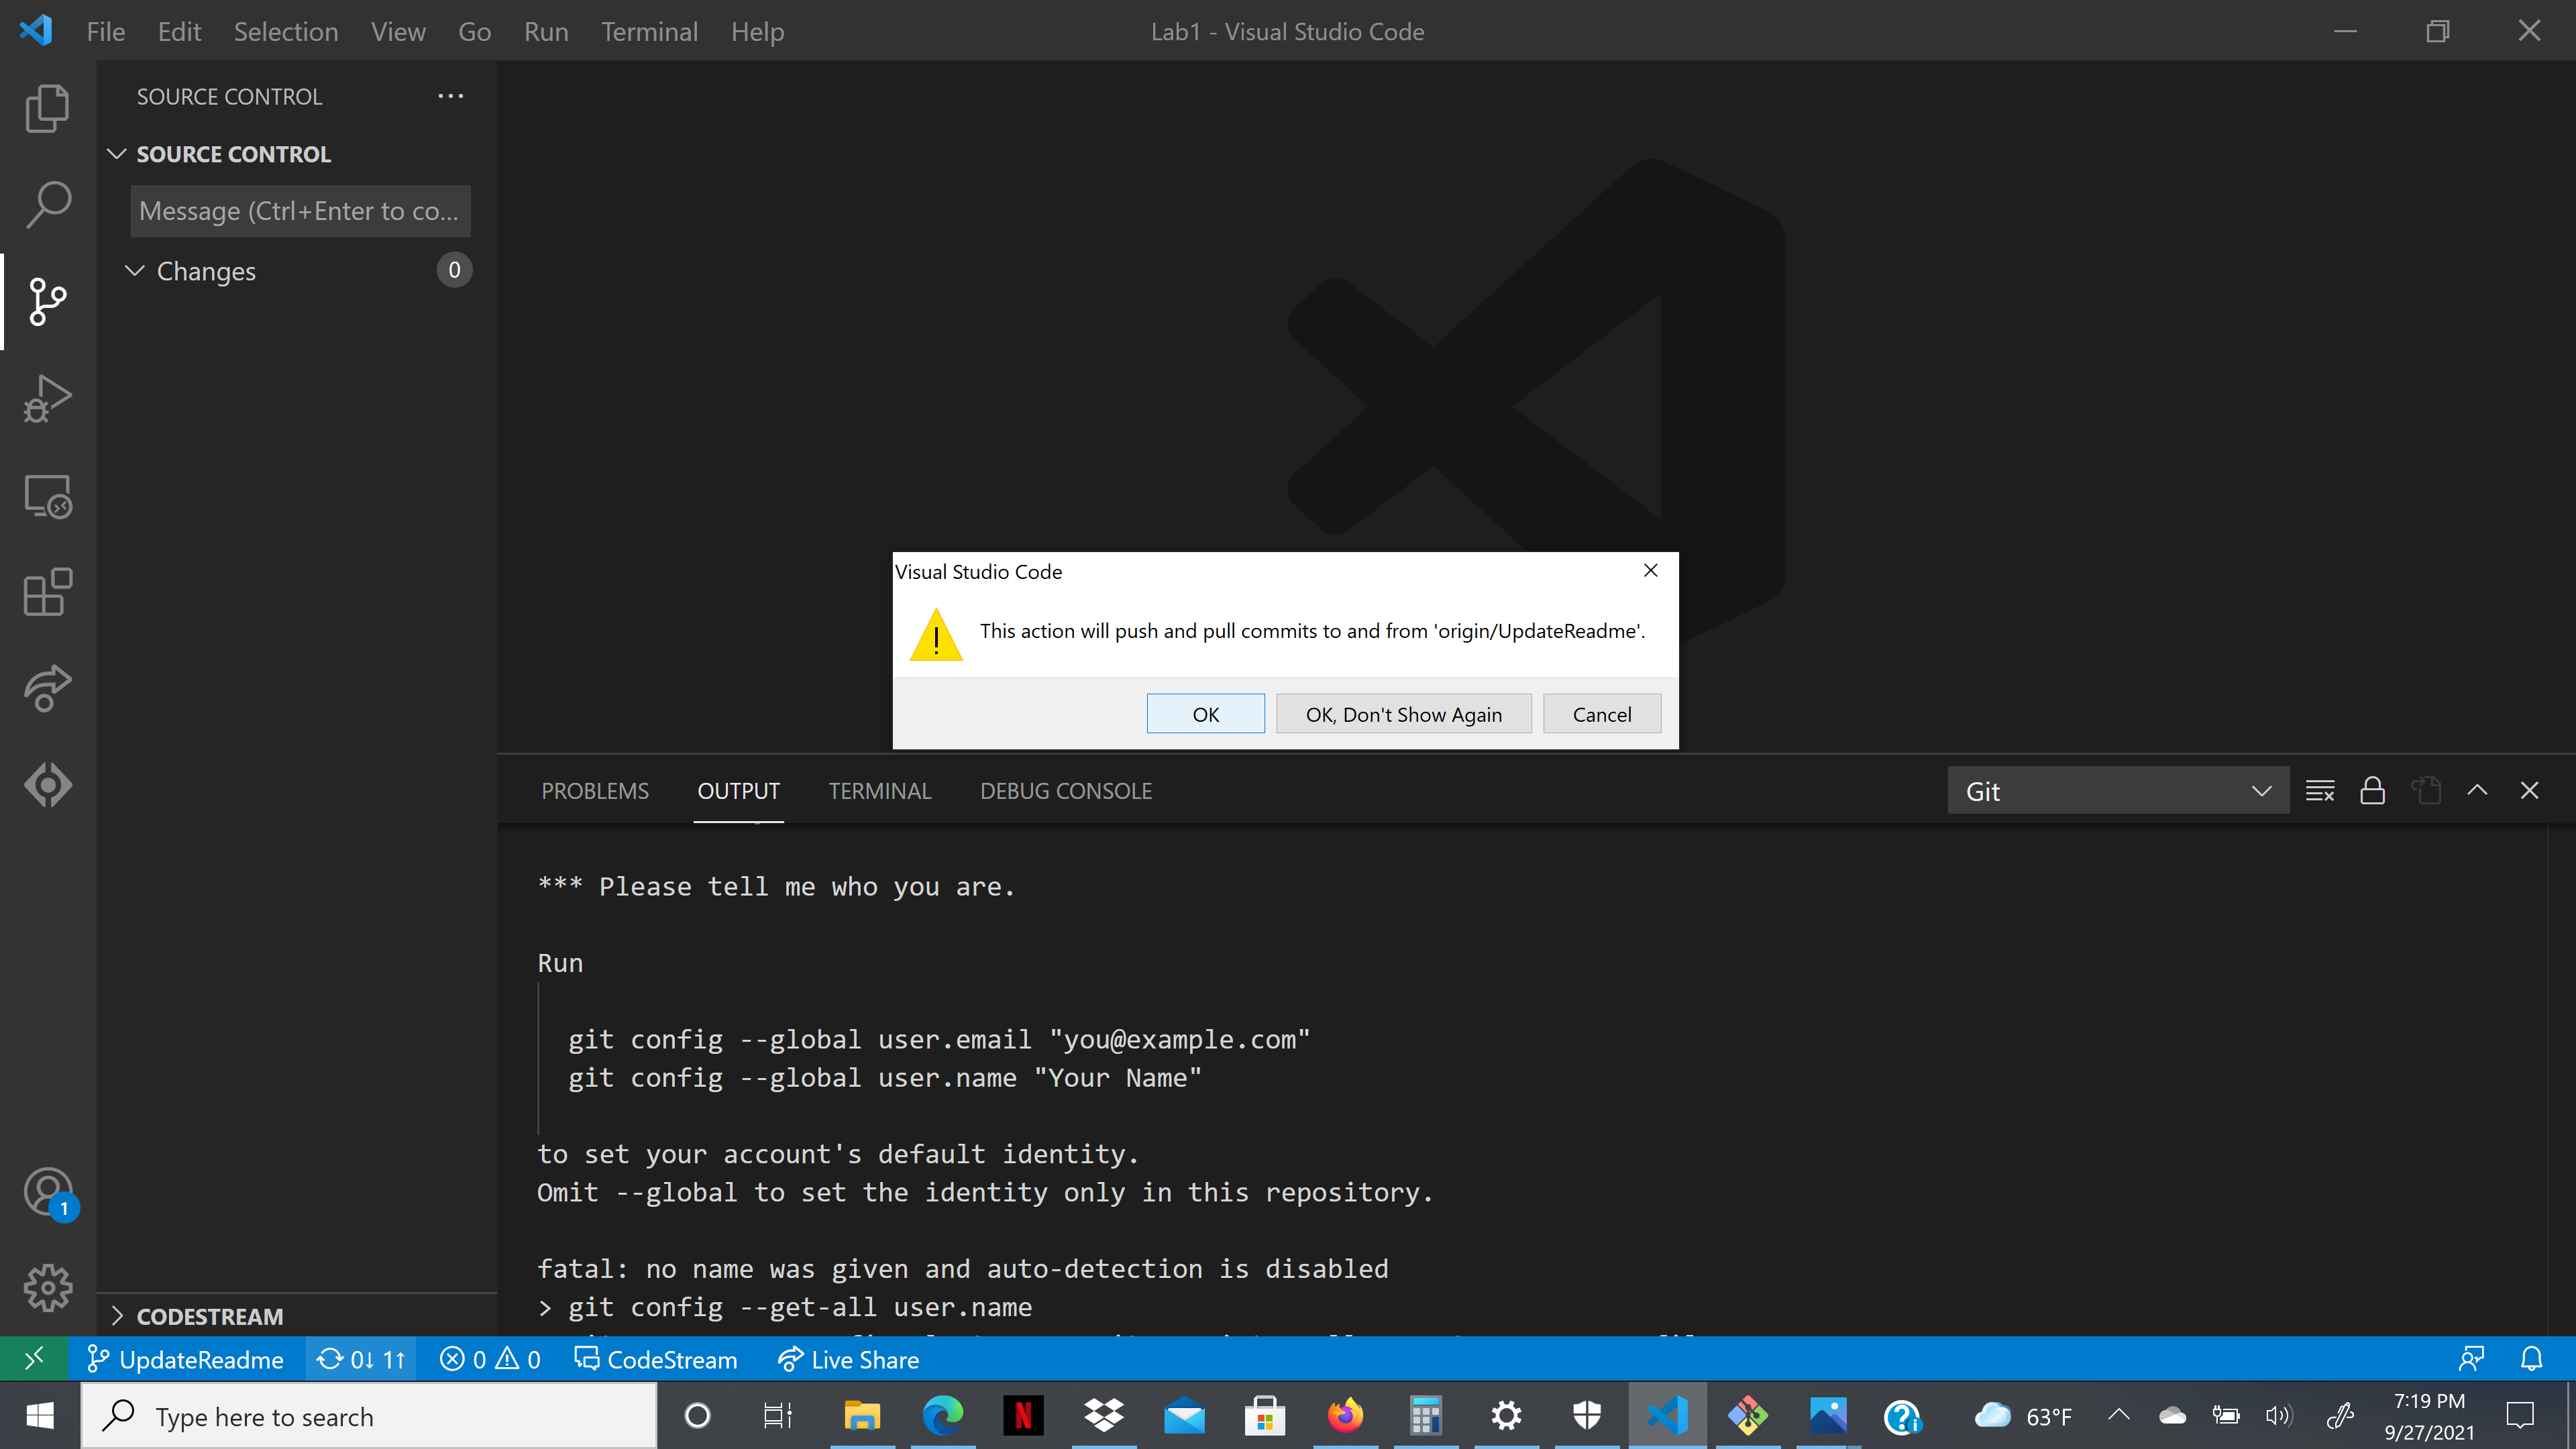 File Edit Selection View Go Run Terminal Help
Lab1 - Visual Studio Code
SOURCE CONTROL
SOURCE CONTROL
Message (Ctrl+Enter to co...
Changes 0
Visual Studio Code
This action will push and pull commits to and from 'origin/UpdateReadme'.
OK OK, Don't Show Again Cancel
PROBLEMS OUTPUT TERMINAL DEBUG CONSOLE Git
*** Please tell me who you are.
Run
git config --global user.email "you@example.com"
git config --global user.name "Your Name"
to set your account's default identity.
Omit --global to set the identity only in this repository.
fatal: no name was given and auto-detection is disabled
> git config --get-all user.name
1
CODESTREAM
UpdateReadme 0↓ 1↑ 0 0 CodeStream Live Share
Type here to search
N
63°F
7:19 PM
9/27/2021